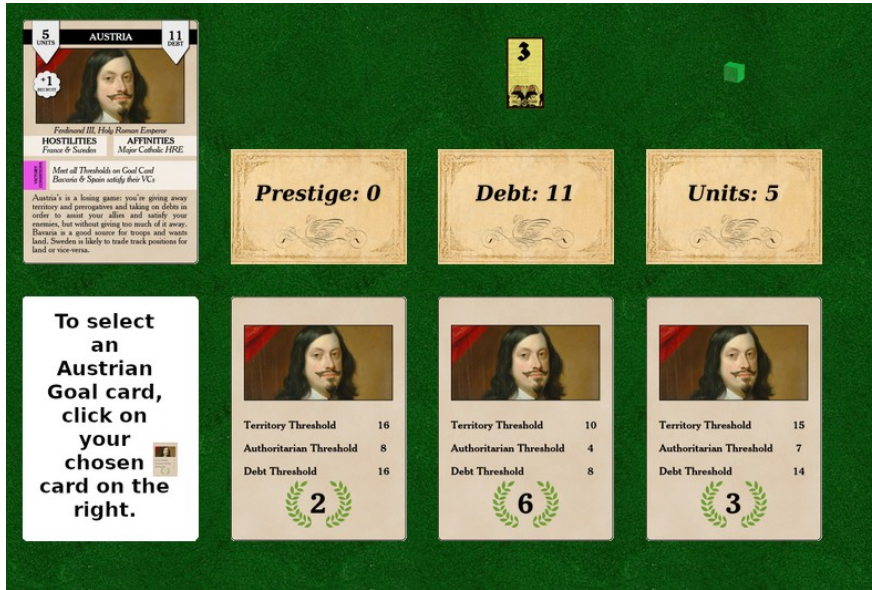 5
UNITS
AUSTRIA
11
DEBT
+1
RECRUIT
Ferdinand III, Holy Roman Emperor
HOSTILITIES
France & Sweden
AFFINITIES
Major Catholic HRE
Meet all Thresholds on Goal Card
Bavaria & Spain satisfy their VCs
Austria's is a losing game: you're giving away
territory and prerogatives and taking on debts in
order to assist your allies and satisfy your
enemies, but without giving too much of it away.
Bavaria is a good source for troops and wants
land. Sweden is likely to trade track positions for
land or vice-versa.
3
Prestige: 0
Debt: 11
Units: 5
To select
an
Austrian
Goal card,
click on
your
chosen
card on the
right.
Territory Threshold 16
Authoritarian Threshold 8
Debt Threshold 16
2
Territory Threshold 10
Authoritarian Threshold 4
Debt Threshold 8
6
Territory Threshold 15
Authoritarian Threshold 7
Debt Threshold 14
3